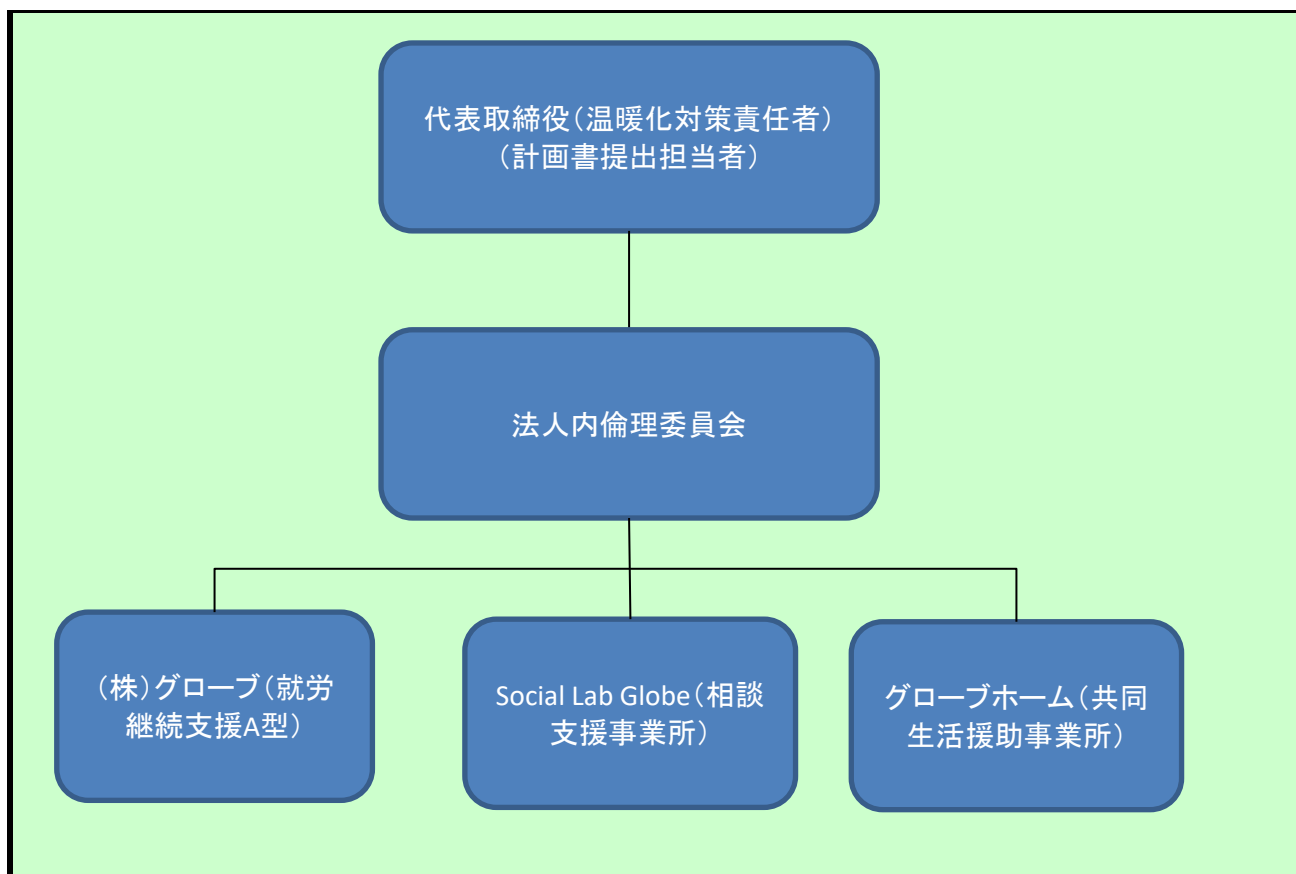 代表取締役（温暖化対策責任者）
（計画書提出担当者）
法人内倫理委員会
（株）グローブ（就労
継続支援A型）
Social Lab Globe（相談
支援事業所）
グローブホーム（共同
生活援助事業所）